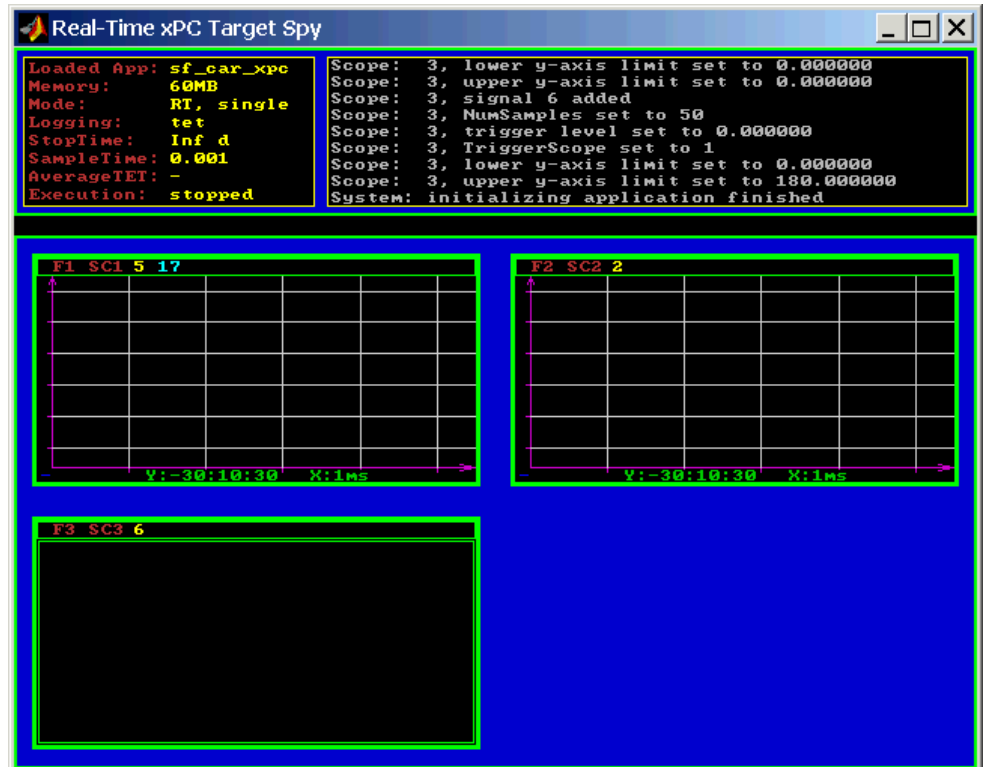 Real-Time xPC Target Spy
Loaded App: sf_car_xpc
Memory: 60MB
Mode: RT, single
Logging: tet
StopTime: Inf d
SampleTime: 0.001
AverageTET: -
Execution: stopped
Scope: 3, lower y-axis limit set to 0.000000
Scope: 3, upper y-axis limit set to 0.000000
Scope: 3, signal 6 added
Scope: 3, NumSamples set to 50
Scope: 3, trigger level set to 0.000000
Scope: 3, TriggerScope set to 1
Scope: 3, lower y-axis limit set to 0.000000
Scope: 3, upper y-axis limit set to 180.000000
System: initializing application finished
F1 SC1 5 17
Y:-30:10:30 X:1ms
F2 SC2 2
Y:-30:10:30 X:1ms
F3 SC3 6